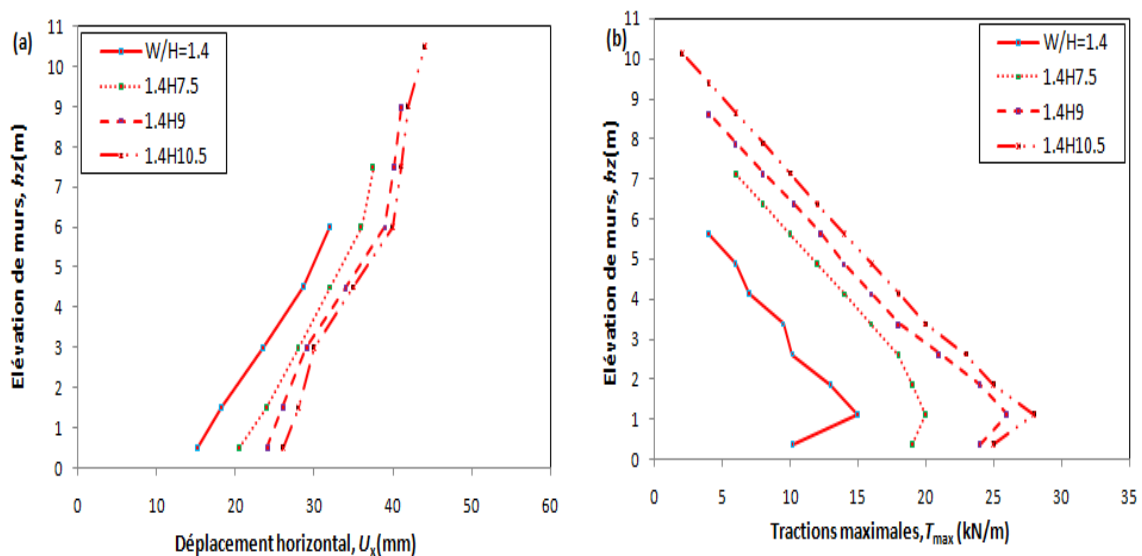 (a)
W/H=1.4
1.4H7.5
1.4H9
1.4H10.5
Elévation de murs, hz(m)
11
10
9
8
7
6
5
4
3
2
1
0
0 10 20 30 40 50 60
Déplacement horizontal, Ux(mm)
(b)
W/H=1.4
1.4H7.5
1.4H9
1.4H10.5
Elévation de murs, hz(m)
11
10
9
8
7
6
5
4
3
2
1
0
0 5 10 15 20 25 30 35
Tractions maximales,Tmax (kN/m)